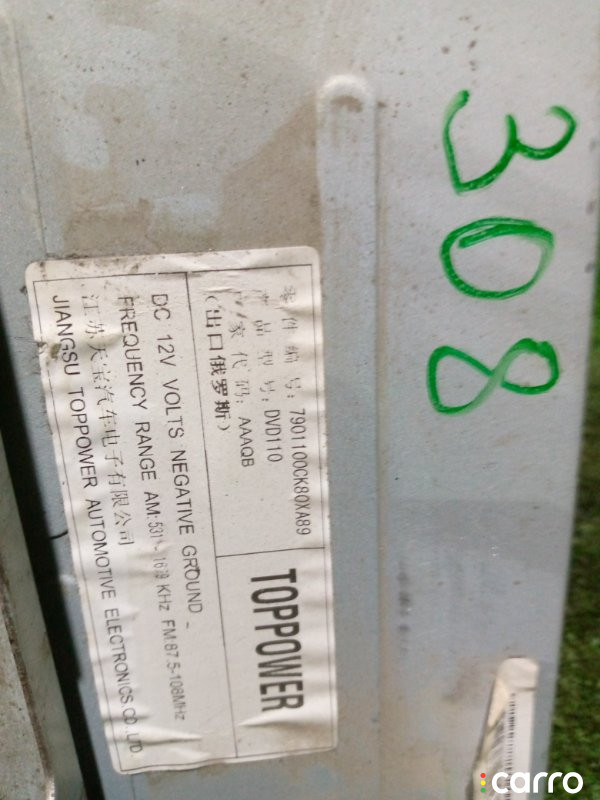 308
零件编号: 7901100CK80XA89
产品型号: DVD110
厂家代码: AAAQB
(出口俄罗斯)
TOPPOWER
DC 12V VOLTS NEGATIVE GROUND -
FREQUENCY RANGE AM: 531~1629 KHz FM:87.5-108MHz
江苏天宝汽车电子有限公司
JIANGSU TOPPOWER AUTOMOTIVE ELECTRONICS.CO.,LTD.
carro